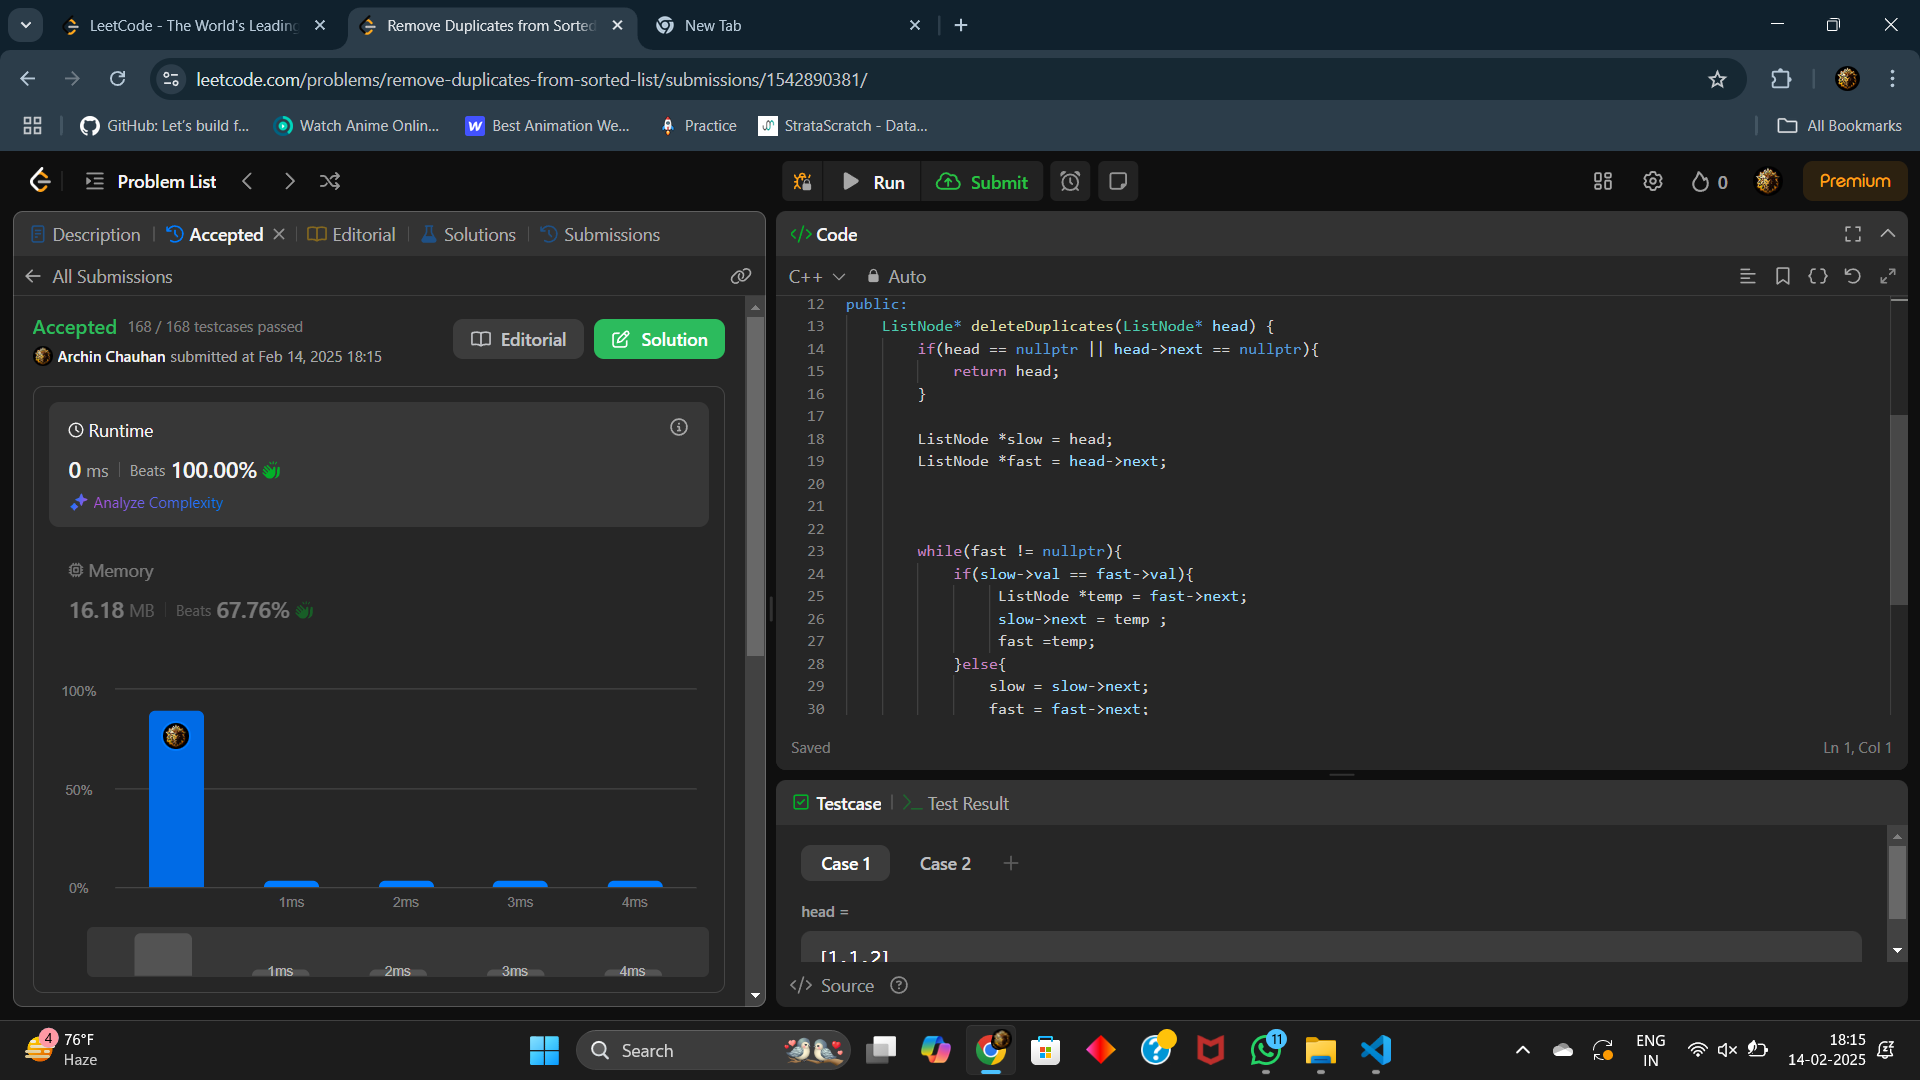 LeetCode - The World's Leading
Remove Duplicates from Sorted
New Tab
leetcode.com/problems/remove-duplicates-from-sorted-list/submissions/1542890381/
GitHub: Let's build f...
Watch Anime Onlin...
Best Animation We...
Practice
StrataScratch - Data...
All Bookmarks
Problem List
Run
Submit
0
Premium
Description
Accepted
Editorial
Solutions
Submissions
All Submissions
Accepted 168 / 168 testcases passed
Archin Chauhan submitted at Feb 14, 2025 18:15
Editorial
Solution
Runtime
0 ms Beats 100.00%
Analyze Complexity
Memory
16.18 MB Beats 67.76%
100%
50%
0%
1ms 2ms 3ms 4ms
1ms 2ms 3ms 4ms
</> Code
C++ Auto
12 public:
13 ListNode* deleteDuplicates(ListNode* head) {
14 if(head == nullptr || head->next == nullptr){
15 return head;
16 }
17
18 ListNode *slow = head;
19 ListNode *fast = head->next;
20
21
22
23 while(fast != nullptr){
24 if(slow->val == fast->val){
25 ListNode *temp = fast->next;
26 slow->next = temp ;
27 fast =temp;
28 }else{
29 slow = slow->next;
30 fast = fast->next;
Saved
Ln 1, Col 1
Testcase
Test Result
Case 1
Case 2
head =
[1,1,2]
</> Source
4
76°F
Haze
Search
11
ENG
IN
18:15
14-02-2025